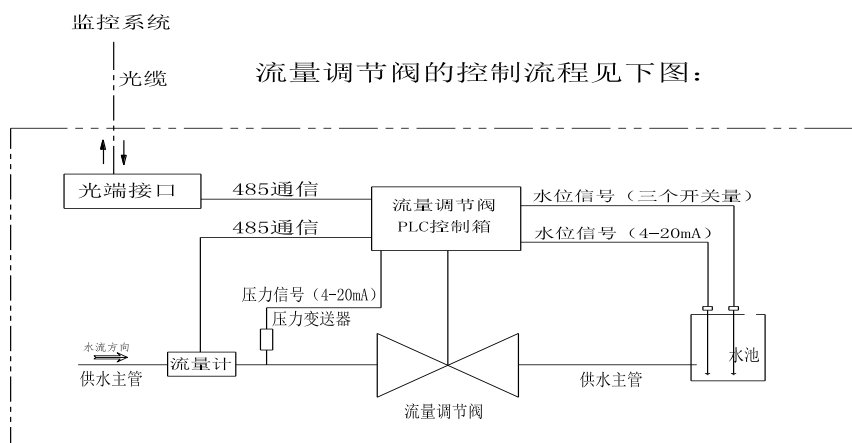 监控系统
光缆
流量调节阀的控制流程见下图:
光端接口
485通信
485通信
流量调节阀
PLC控制箱
水位信号(三个开关量)
水位信号(4-20mA)
压力信号(4-20mA)
压力变送器
水流方向
流量计
供水主管
流量调节阀
供水主管
水池